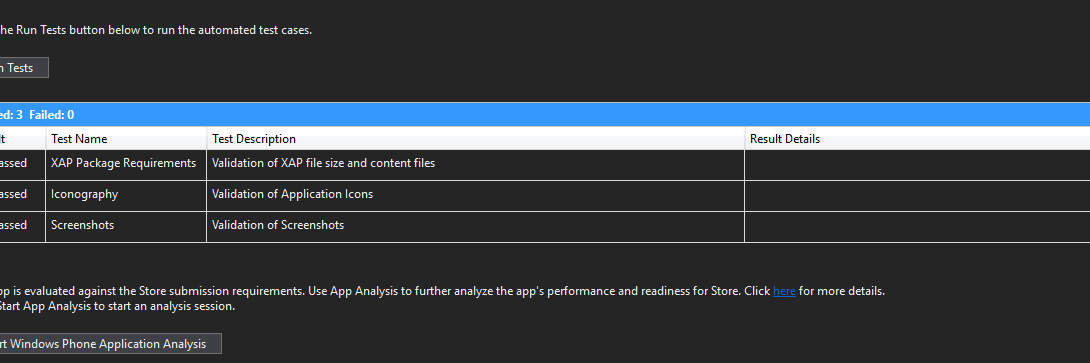 he Run Tests button below to run the automated test cases.
n Tests
ed: 3 Failed: 0
lt Test Name Test Description Result Details
assed XAP Package Requirements Validation of XAP file size and content files
assed Iconography Validation of Application Icons
assed Screenshots Validation of Screenshots
pp is evaluated against the Store submission requirements. Use App Analysis to further analyze the app's performance and readiness for Store. Click here for more details.
Start App Analysis to start an analysis session.
rt Windows Phone Application Analysis